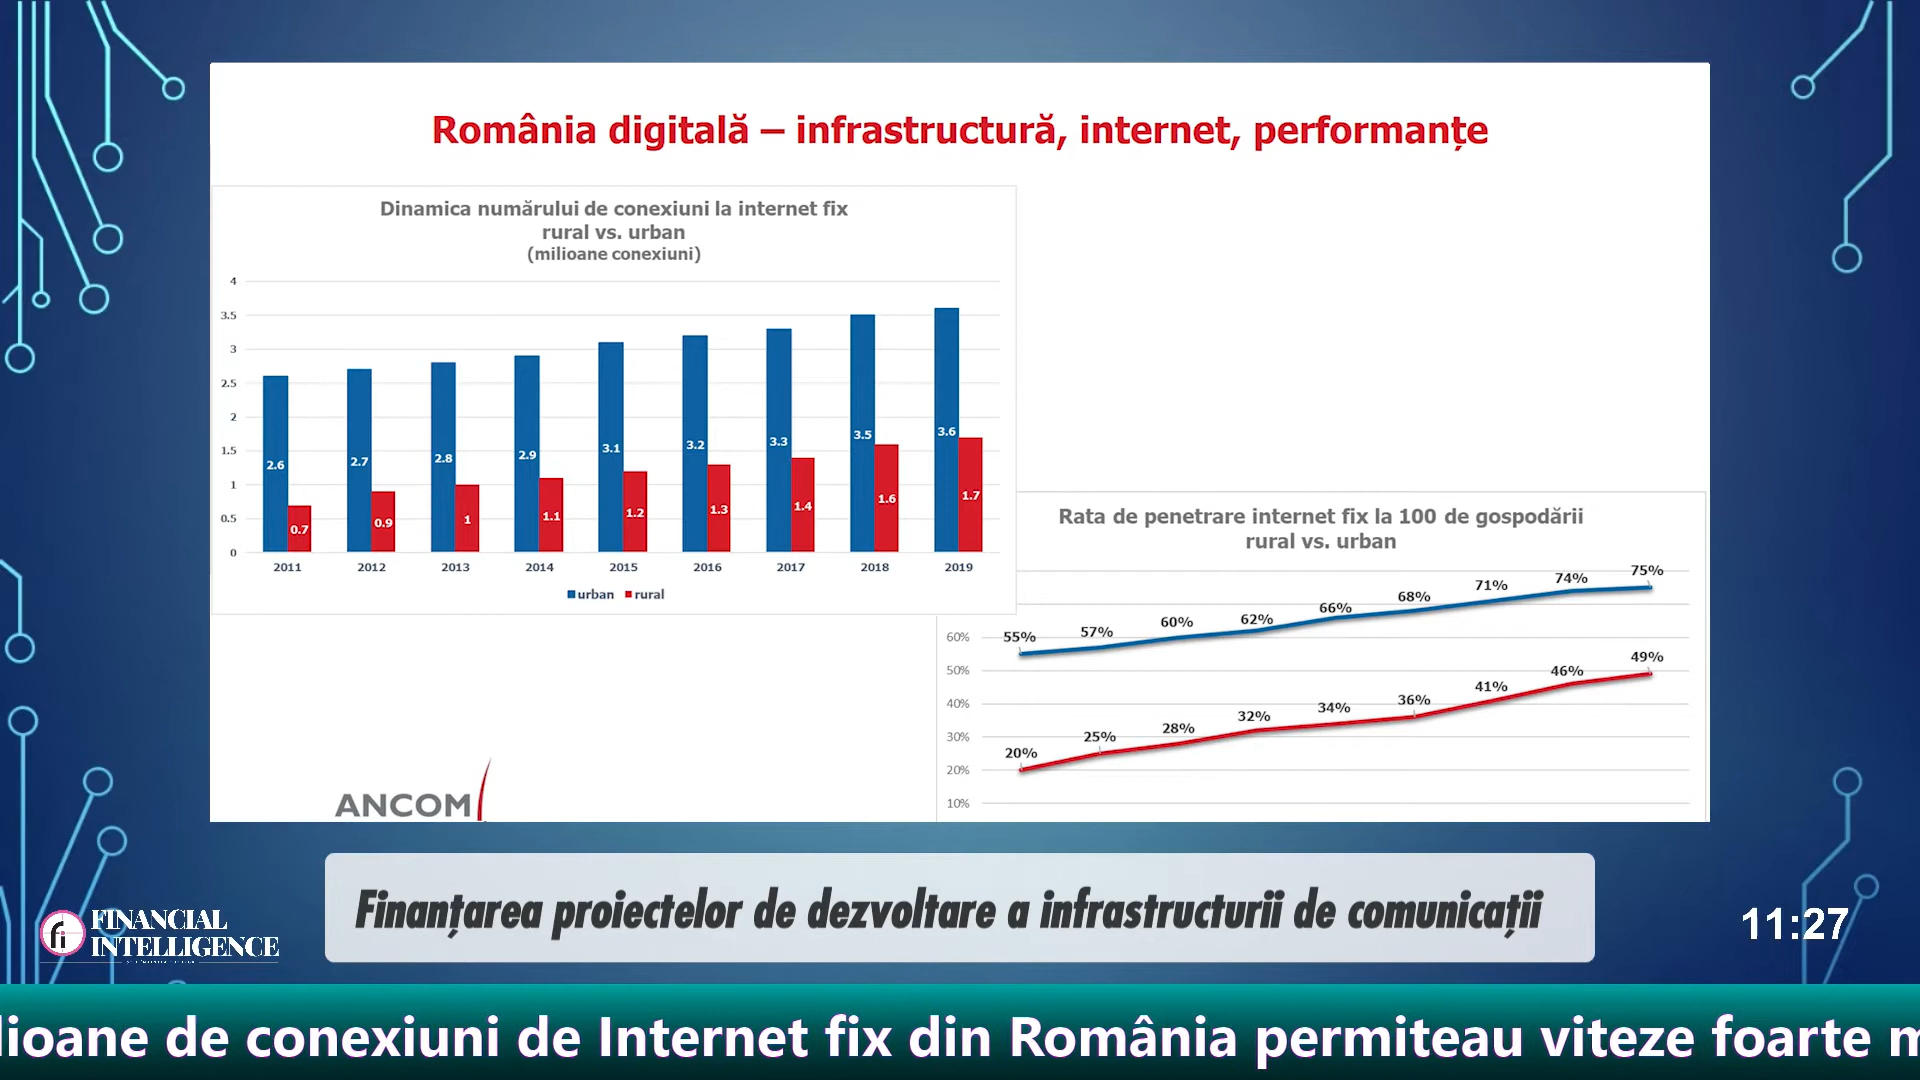 România digitală – infrastructură, internet, performanțe
Dinamica numărului de conexiuni la internet fix
rural vs. urban
(milioane conexiuni)
4
3.5
3
2.5
2
1.5
1
0.5
0
2.6
0.7
2.7
0.9
2.8
1
2.9
1.1
3.1
1.2
3.2
1.3
3.3
1.4
3.5
1.6
3.6
1.7
2011 2012 2013 2014 2015 2016 2017 2018 2019
urban rural
Rata de penetrare internet fix la 100 de gospodării
rural vs. urban
55% 57% 60% 62% 66% 68% 71% 74% 75%
20% 25% 28% 32% 34% 36% 41% 46% 49%
60%
50%
40%
30%
20%
10%
ANCOM
Finanțarea proiectelor de dezvoltare a infrastructurii de comunicații
fi FINANCIAL
INTELLIGENCE
11:27
lioane de conexiuni de Internet fix din România permiteau viteze foarte m